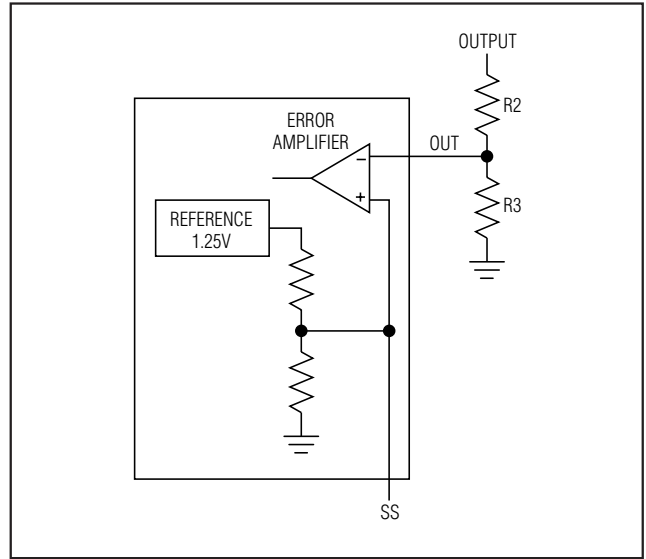 OUTPUT
R2
ERROR
AMPLIFIER
OUT
−
+
R3
REFERENCE
1.25V
SS